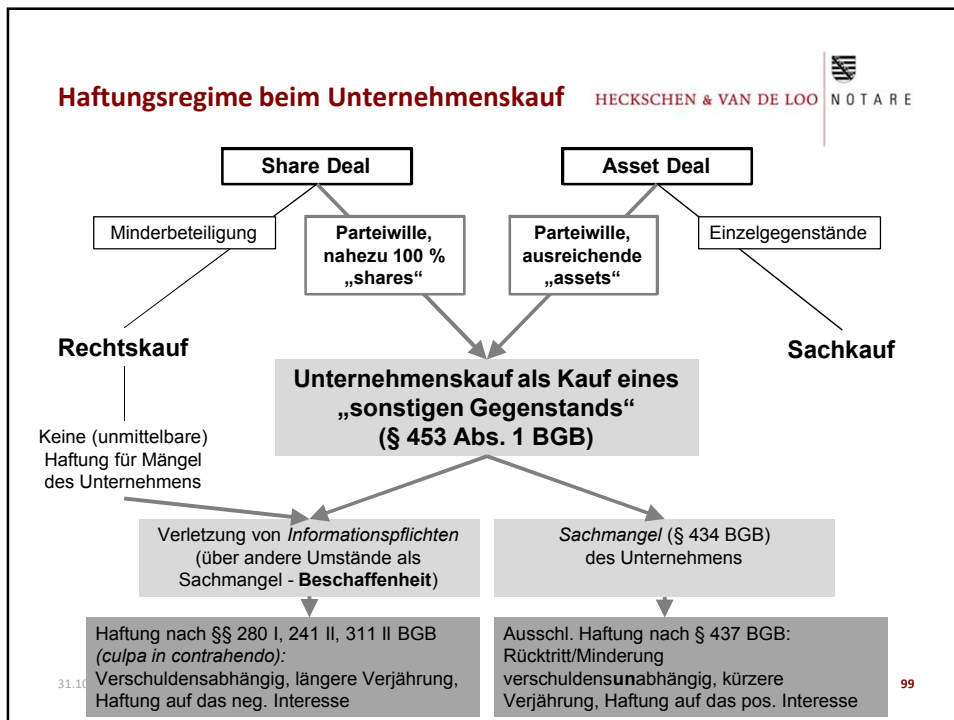 Haftungsregime beim Unternehmenskauf
HECKSCHEN & VAN DE LOO NOTARE
Share Deal
Asset Deal
Minderbeteiligung
Parteiwille,
nahezu 100 %
„shares“
Parteiwille,
ausreichende
„assets“
Einzelgegenstände
Rechtskauf
Sachkauf
Unternehmenskauf als Kauf eines
„sonstigen Gegenstands“
(§ 453 Abs. 1 BGB)
Keine (unmittelbare)
Haftung für Mängel
des Unternehmens
Verletzung von Informationspflichten
(über andere Umstände als
Sachmangel - Beschaffenheit)
Sachmangel (§ 434 BGB)
des Unternehmens
Haftung nach §§ 280 I, 241 II, 311 II BGB
(culpa in contrahendo):
Verschuldensabhängig, längere Verjährung,
Haftung auf das neg. Interesse
Ausschl. Haftung nach § 437 BGB:
Rücktritt/Minderung
verschuldensunabhängig, kürzere
Verjährung, Haftung auf das pos. Interesse
31.10
99